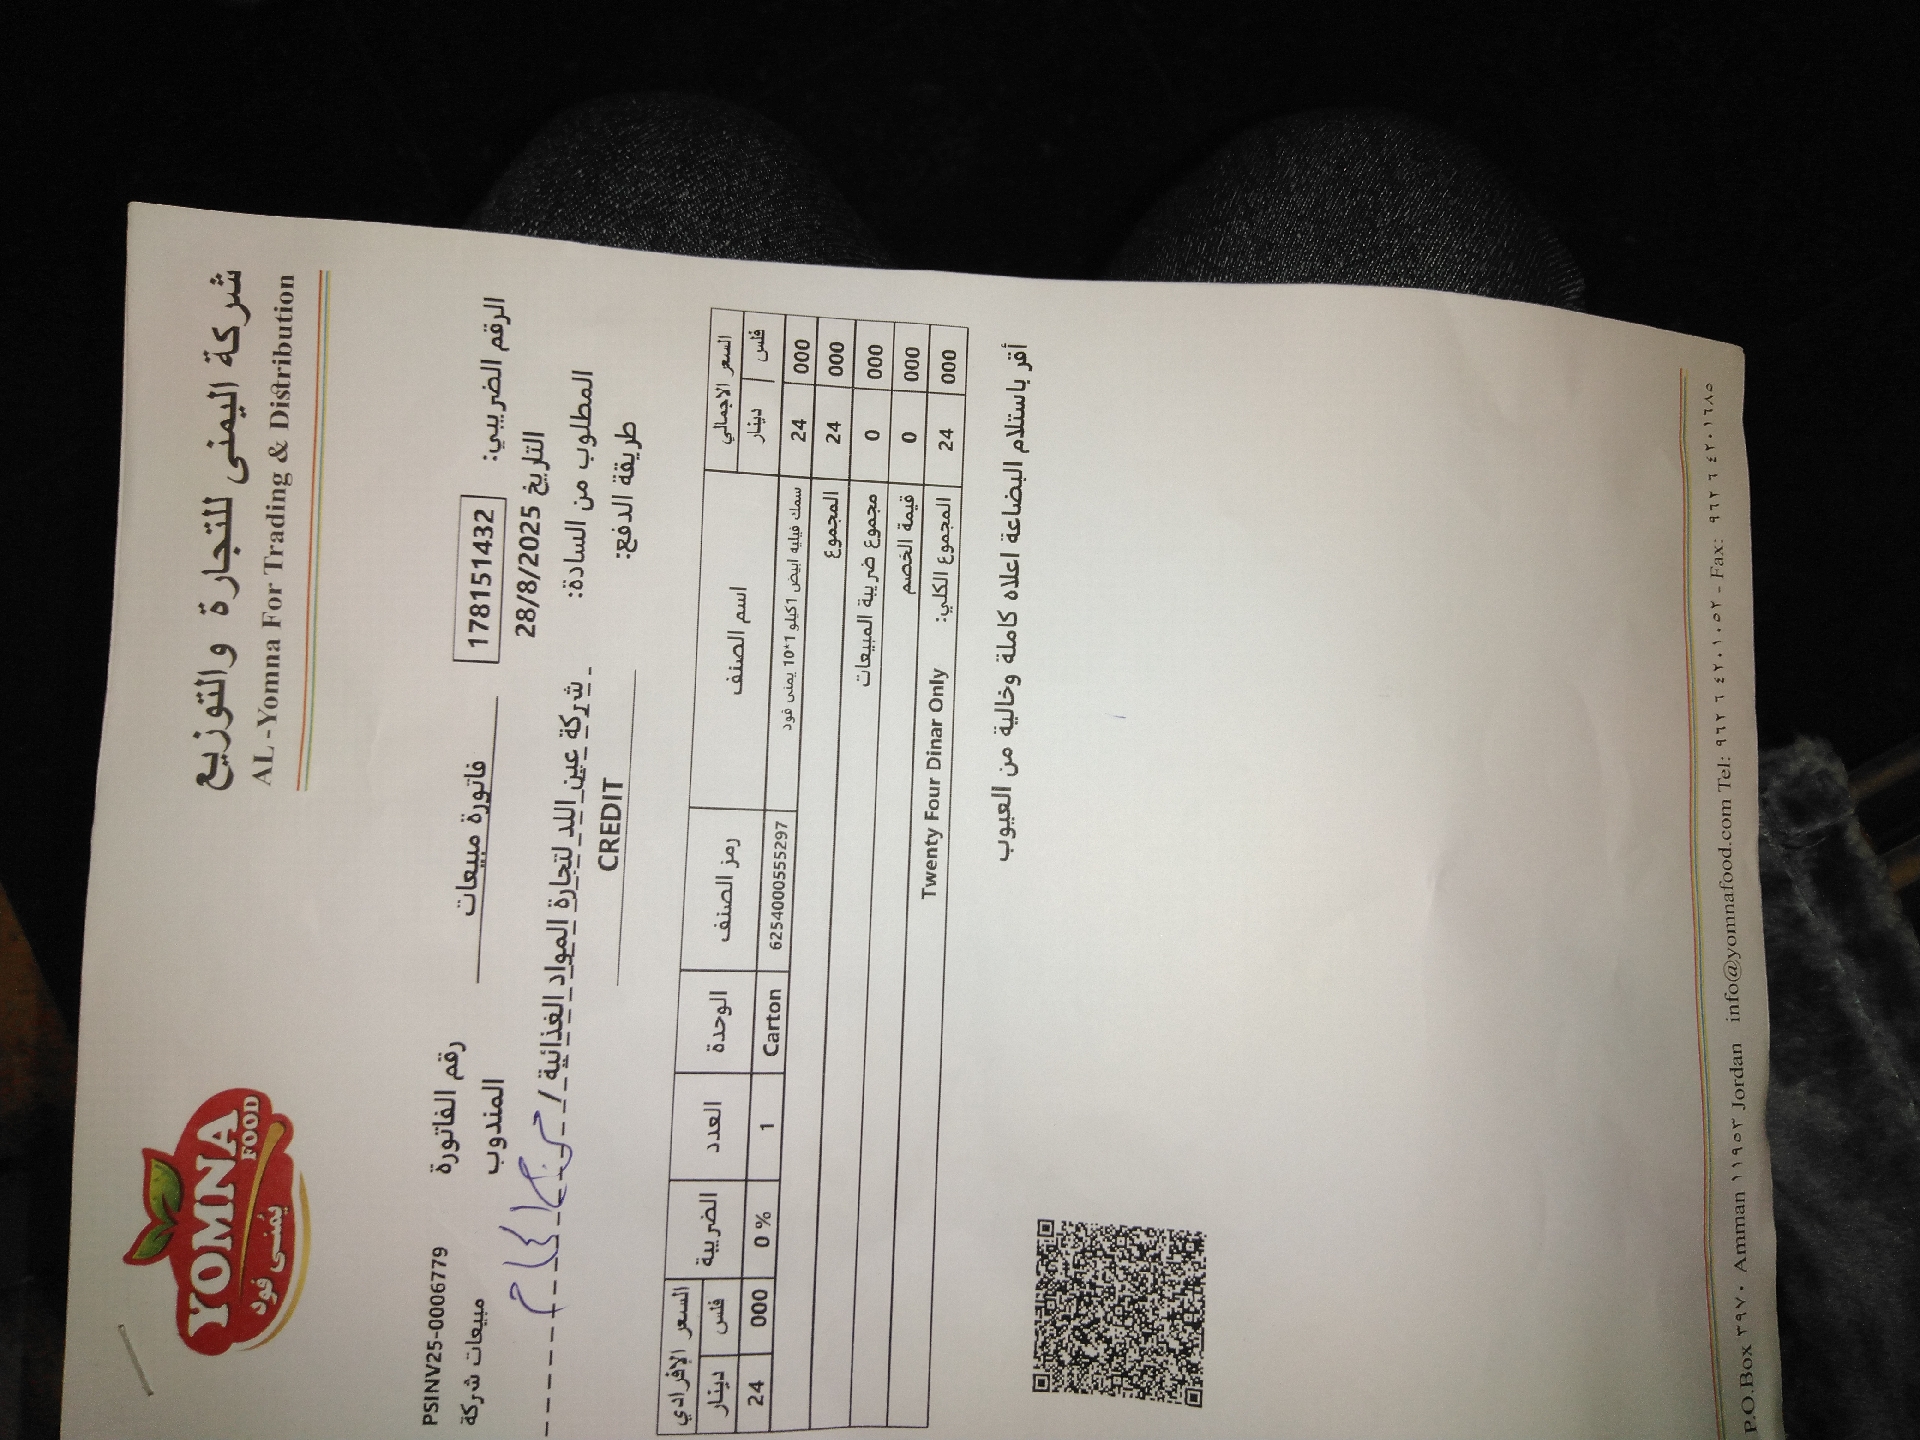 شركة اليمنى للتجارة والتوزيع
AL -Yomna For Trading & Distribution
YOMNA
FOOD
يمنى فود
الرقم الضريبي: 178151432
فاتورة مبيعات
رقم الفاتورة PSINV25-0006779
التاريخ 28/8/2025
المندوب مبيعات شركة
المطلوب من السادة: شركة عين اللد لتجارة المواد الغذائية /
طريقة الدفع: CREDIT
السعر الاجمالي اسم الصنف رمز الصنف الوحدة العدد الضريبة السعر الإفرادي
فلس دينار فلس دينار
000 24 سمك فيليه ابيض 1كيلو 1*10 يمنى فود 6254000555297 Carton 1 0 % 000 24
000 24 المجموع
000 0 مجموع ضريبة المبيعات
000 0 قيمة الخصم
000 24 المجموع الكلي: Twenty Four Dinar Only
أقر باستلام البضاعة اعلاه كاملة وخالية من العيوب
P.O.Box ٣٩٧٠ Amman ١١٩٥٣ Jordan info@yomnafood.com Tel: ٩٦٢ ٦ ٤٢٠١٠٥٢ - Fax: ٩٦٢ ٦ ٤٢٠١٦٨٥